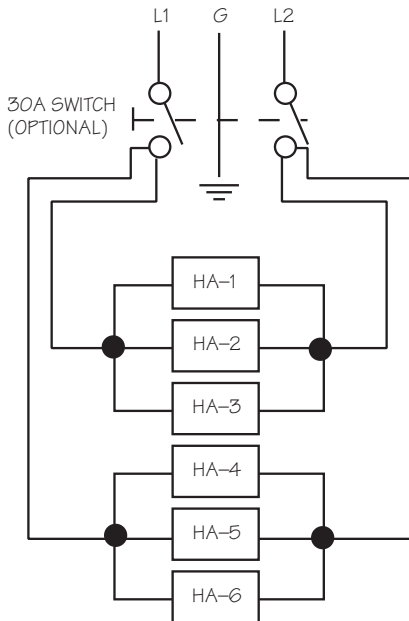 L1 G L2
30A SWITCH
(OPTIONAL)
HA-1
HA-2
HA-3
HA-4
HA-5
HA-6